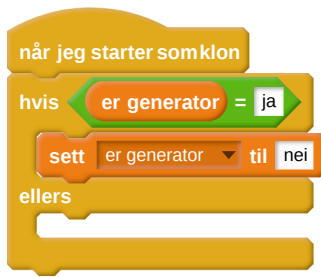 når jeg starter som klon
hvis er generator = ja
sett er generator til nei
ellers